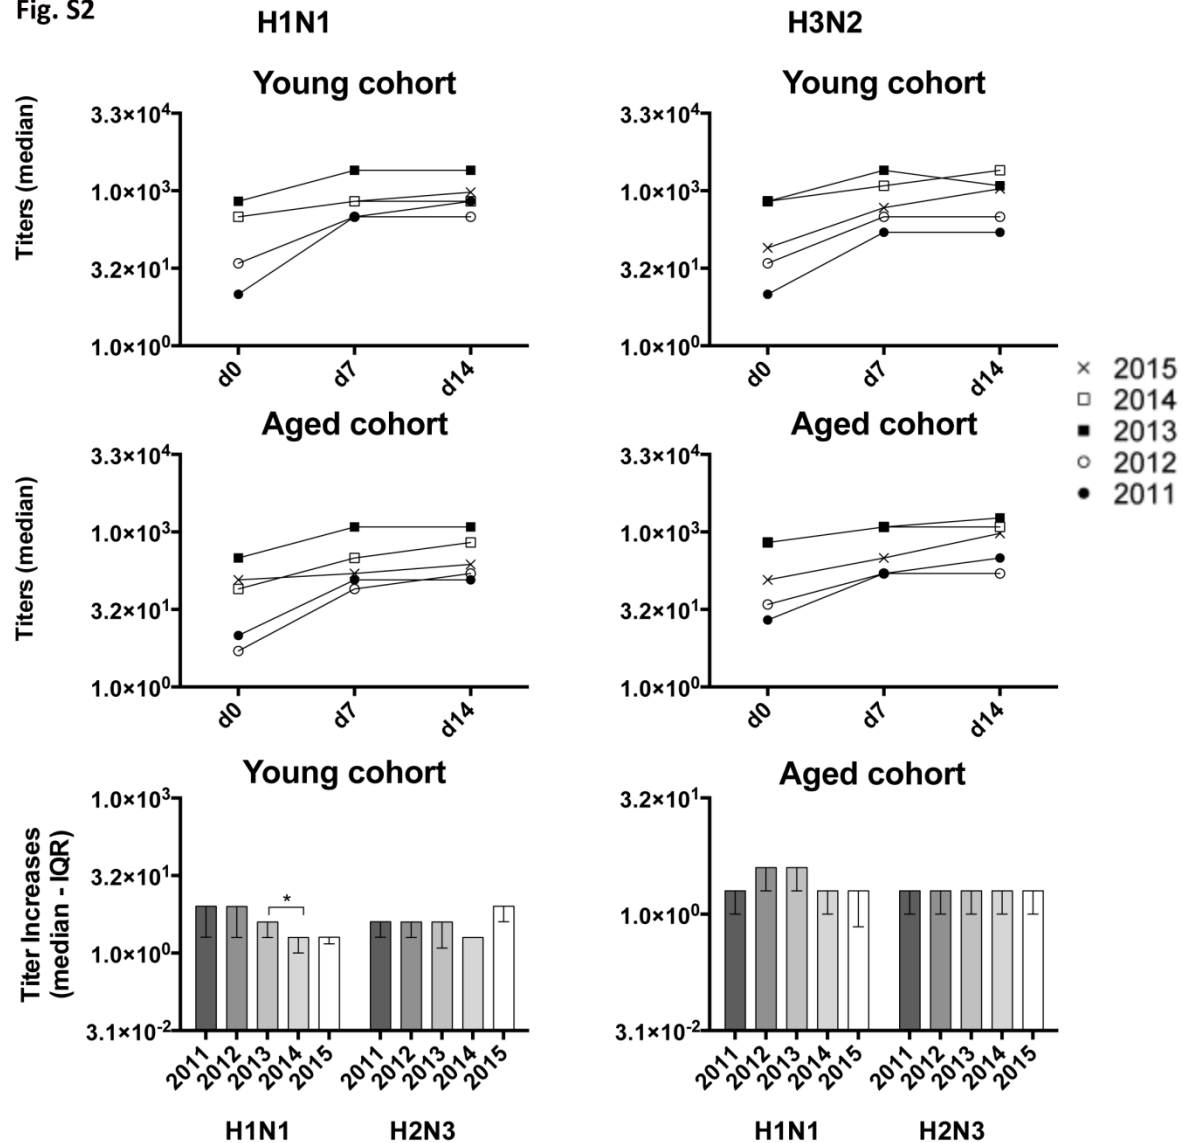 Fig. S2
H1N1
H3N2
Young cohort
Titers (median)
3.3×10⁴
1.0×10³
3.2×10¹
1.0×10⁰
d0
d7
d14
Young cohort
3.3×10⁴
1.0×10³
3.2×10¹
1.0×10⁰
d0
d7
d14
2015
2014
2013
2012
2011
Aged cohort
Titers (median)
3.3×10⁴
1.0×10³
3.2×10¹
1.0×10⁰
d0
d7
d14
Aged cohort
3.3×10⁴
1.0×10³
3.2×10¹
1.0×10⁰
d0
d7
d14
Young cohort
Titer Increases
(median - IQR)
1.0×10³
3.2×10¹
1.0×10⁰
3.1×10⁻²
*
2011
2012
2013
2014
2015
2011
2012
2013
2014
2015
H1N1
H2N3
Aged cohort
3.2×10¹
1.0×10⁰
3.1×10⁻²
2011
2012
2013
2014
2015
2011
2012
2013
2014
2015
H1N1
H2N3